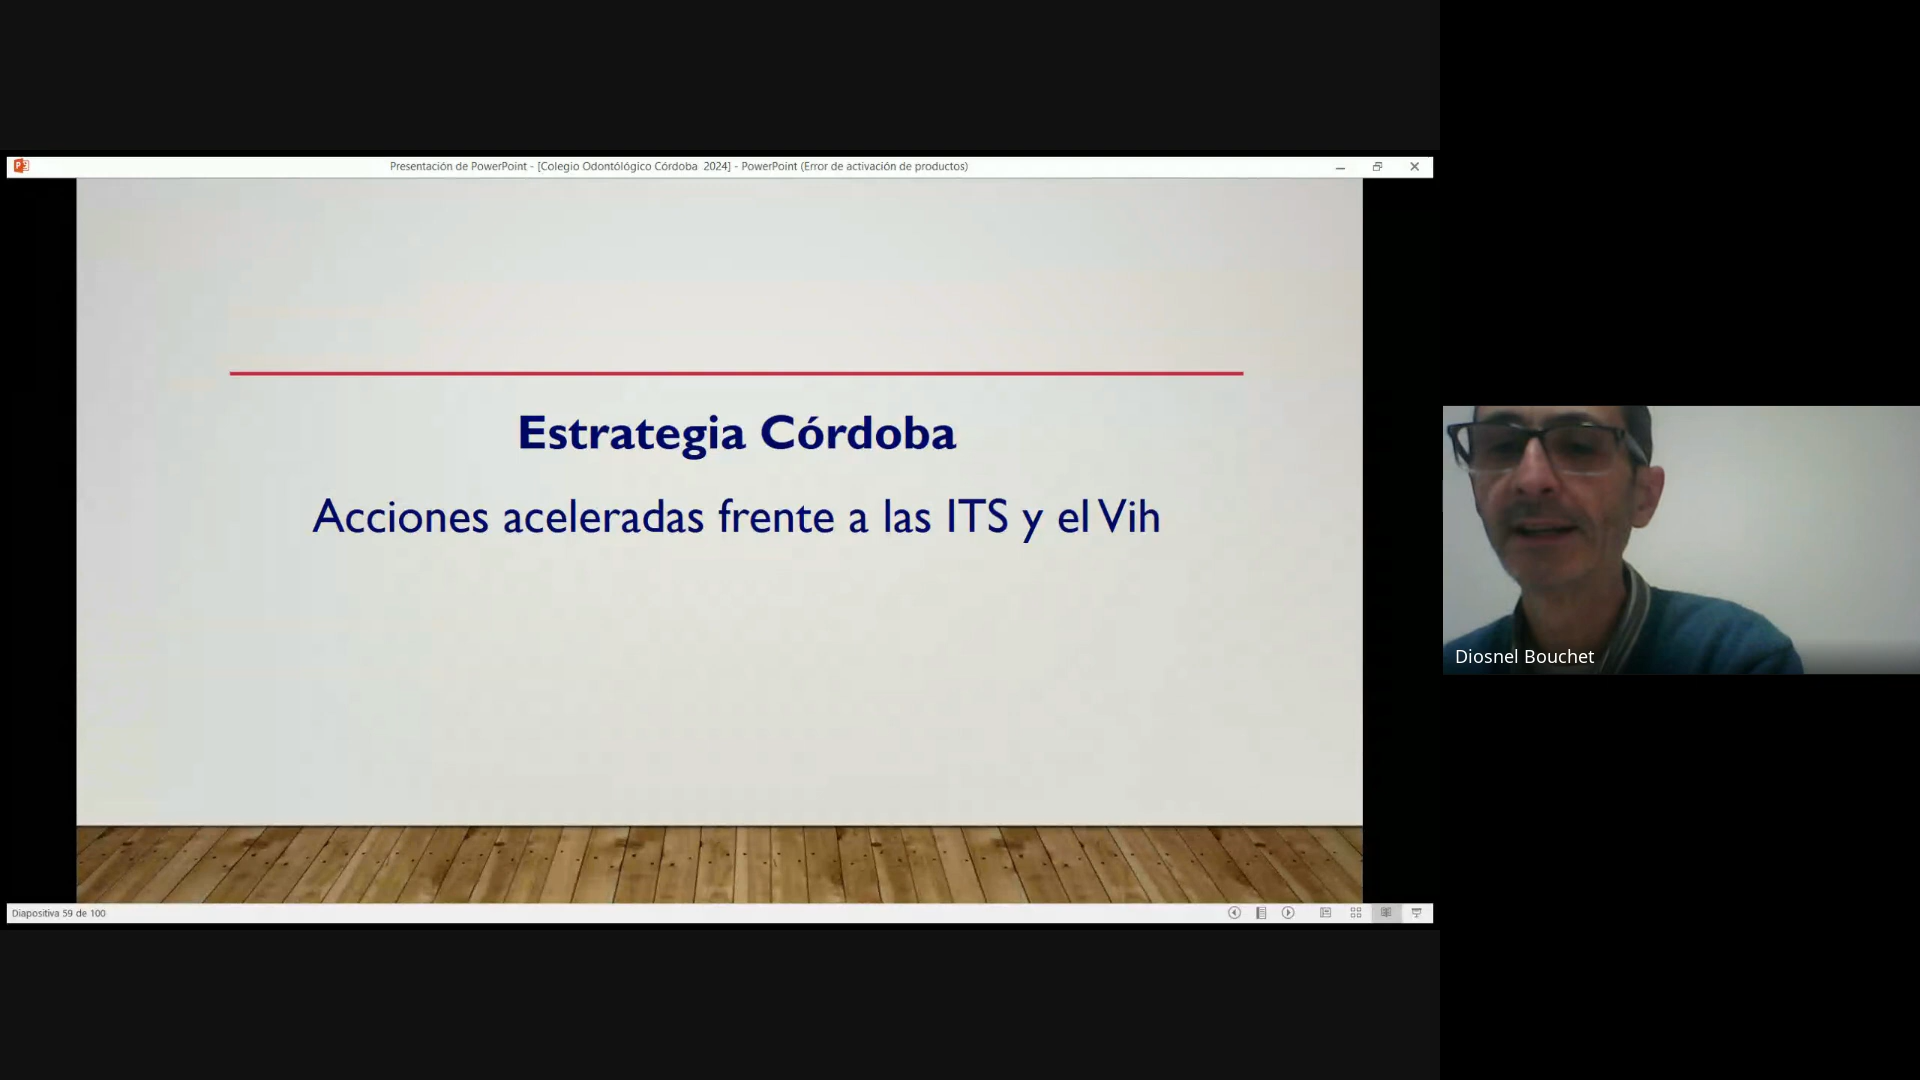 Presentación de PowerPoint - [Colegio Odontólógico Córdoba 2024] - PowerPoint (Error de activación de productos)
Estrategia Córdoba
Acciones aceleradas frente a las ITS y el Vih
Diosnel Bouchet
Diapositiva 59 de 100